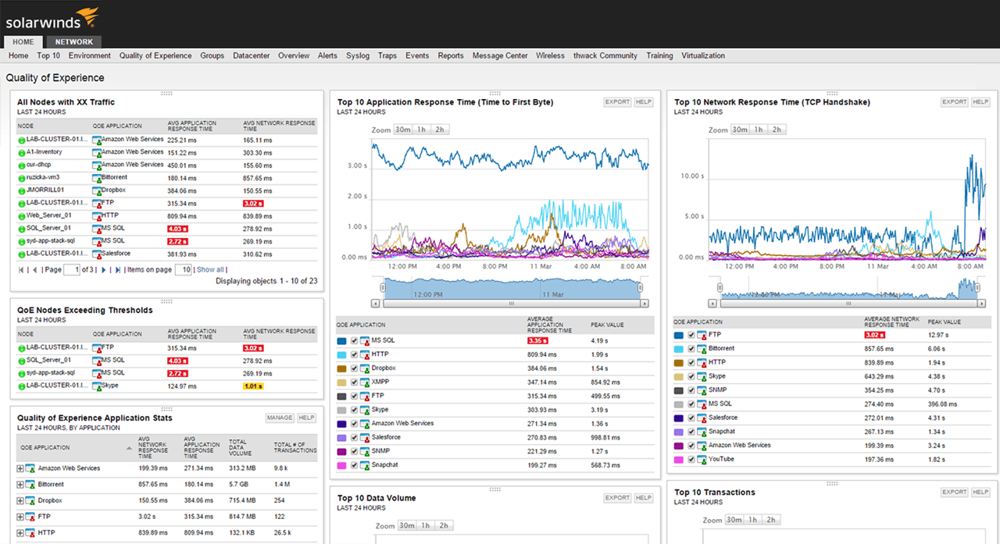 solarwinds
HOME NETWORK
Home Top 10 Environment Quality of Experience Groups Datacenter Overview Alerts Syslog Traps Events Reports Message Center Wireless thwack Community Training Virtualization
Quality of Experience
All Nodes with XX Traffic
LAST 24 HOURS
NODE QOE APPLICATION AVG APPLICATION RESPONSE TIME AVG NETWORK RESPONSE TIME
LAB-CLUSTER-01.I... Amazon Web Services 225.21 ms 165.11 ms
A1-Inventory Amazon Web Services 151.22 ms 303.30 ms
cur-dhcp Amazon Web Services 450.01 ms 155.60 ms
ruzicka-vm3 Bittorrent 180.14 ms 857.65 ms
JMORRILL01 Dropbox 384.06 ms 150.55 ms
LAB-CLUSTER-01.I... FTP 315.34 ms 3.02 s
Web_Server_01 HTTP 809.94 ms 839.89 ms
SQL_Server_01 MS SQL 4.03 s 278.92 ms
syd-app-stack-sql MS SQL 2.72 s 269.19 ms
LAB-CLUSTER-01.I... Salesforce 381.93 ms 310.62 ms
Page 1 of 3 | Items on page 10 | Show all |
Displaying objects 1 - 10 of 23
QoE Nodes Exceeding Thresholds
LAST 24 HOURS
NODE QOE APPLICATION AVG APPLICATION RESPONSE TIME AVG NETWORK RESPONSE TIME
LAB-CLUSTER-01.I... FTP 315.34 ms 3.02 s
SQL_Server_01 MS SQL 4.03 s 278.92 ms
syd-app-stack-sql MS SQL 2.72 s 269.19 ms
LAB-CLUSTER-01.I... Skype 124.97 ms 1.01 s
Quality of Experience Application Stats MANAGE HELP
LAST 24 HOURS, BY APPLICATION
QOE APPLICATION AVG NETWORK RESPONSE TIME AVG APPLICATION RESPONSE TIME TOTAL DATA VOLUME TOTAL # OF TRANSACTIONS
Amazon Web Services 199.39 ms 271.34 ms 313.2 MB 9.8 k
Bittorrent 857.65 ms 180.14 ms 5.7 GB 1.4 M
Dropbox 150.55 ms 384.06 ms 715.4 MB 254
FTP 3.02 s 315.34 ms 814.7 MB 122
HTTP 839.89 ms 809.94 ms 132.1 KB 26.5 k
Top 10 Application Response Time (Time to First Byte) EXPORT HELP
LAST 24 HOURS
Zoom 30m 1h 2h
3.00 s
2.00 s
1.00 s
0.00 ms
12:00 PM 4:00 PM 8:00 PM 11 Mar 4:00 AM 8:00 AM
12:00 PM 11 Mar
QOE APPLICATION AVERAGE APPLICATION RESPONSE TIME PEAK VALUE
MS SQL 3.35 s 4.19 s
HTTP 809.94 ms 1.99 s
Dropbox 384.06 ms 1.54 s
XMPP 347.14 ms 854.92 ms
FTP 315.34 ms 499.55 ms
Skype 303.93 ms 3.19 s
Amazon Web Services 271.34 ms 1.36 s
Salesforce 270.83 ms 998.81 ms
SNMP 221.29 ms 1.27 s
Snapchat 199.27 ms 568.73 ms
Top 10 Data Volume EXPORT HELP
LAST 24 HOURS
Zoom 30m 1h 2h
Top 10 Network Response Time (TCP Handshake) EXPORT HELP
LAST 24 HOURS
Zoom 30m 1h 2h
10.00 s
5.00 s
0.00 ms
12:00 PM 4:00 PM 8:00 PM 11 Mar 4:00 AM 8:00 AM
12:00 PM 11 Mar
QOE APPLICATION AVERAGE NETWORK RESPONSE TIME PEAK VALUE
FTP 3.02 s 12.97 s
Bittorrent 857.65 ms 6.06 s
HTTP 839.89 ms 1.94 s
Skype 643.29 ms 4.38 s
SNMP 354.25 ms 4.70 s
MS SQL 274.40 ms 396.08 ms
Salesforce 272.01 ms 4.31 s
Snapchat 267.13 ms 1.34 s
Amazon Web Services 199.39 ms 3.24 s
YouTube 197.36 ms 1.82 s
Top 10 Transactions EXPORT HELP
LAST 24 HOURS
Zoom 30m 1h 2h